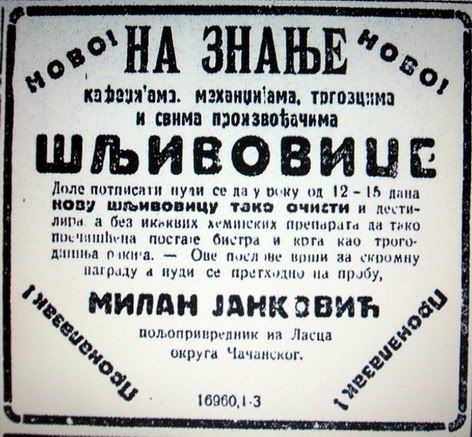 НОВО!
НА ЗНАЊЕ
НОВО!
кафеџијама, механџијама, трговцима
и свима произвођачима
ШЉИВОВИЦЕ
Доле потписати нуди се да у року од 12 – 15 дана
нову шљивовицу тако очисти и дести-
лира, а без икаквих хемиских препарата да тако
постаје бистра и као трого-
дишња ракија. — Ове послове врши за скромну
награду а нуди се претходно на пробу,
Проналазак!
МИЛАН ЈАНКОВИЋ
Проналазак!
пољопривредник из Ласца
округа Чачанског.
16960,1-3